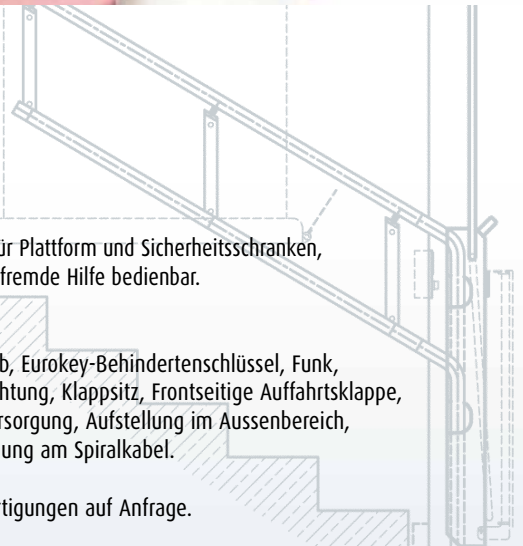 ür Plattform und Sicherheitsschranken,
fremde Hilfe bedienbar.
b, Eurokey-Behindertenschlüssel, Funk,
chtung, Klappsitz, Frontseitige Auffahrtsklappe,
rsorgung, Aufstellung im Aussenbereich,
ung am Spiralkabel.
rtigungen auf Anfrage.